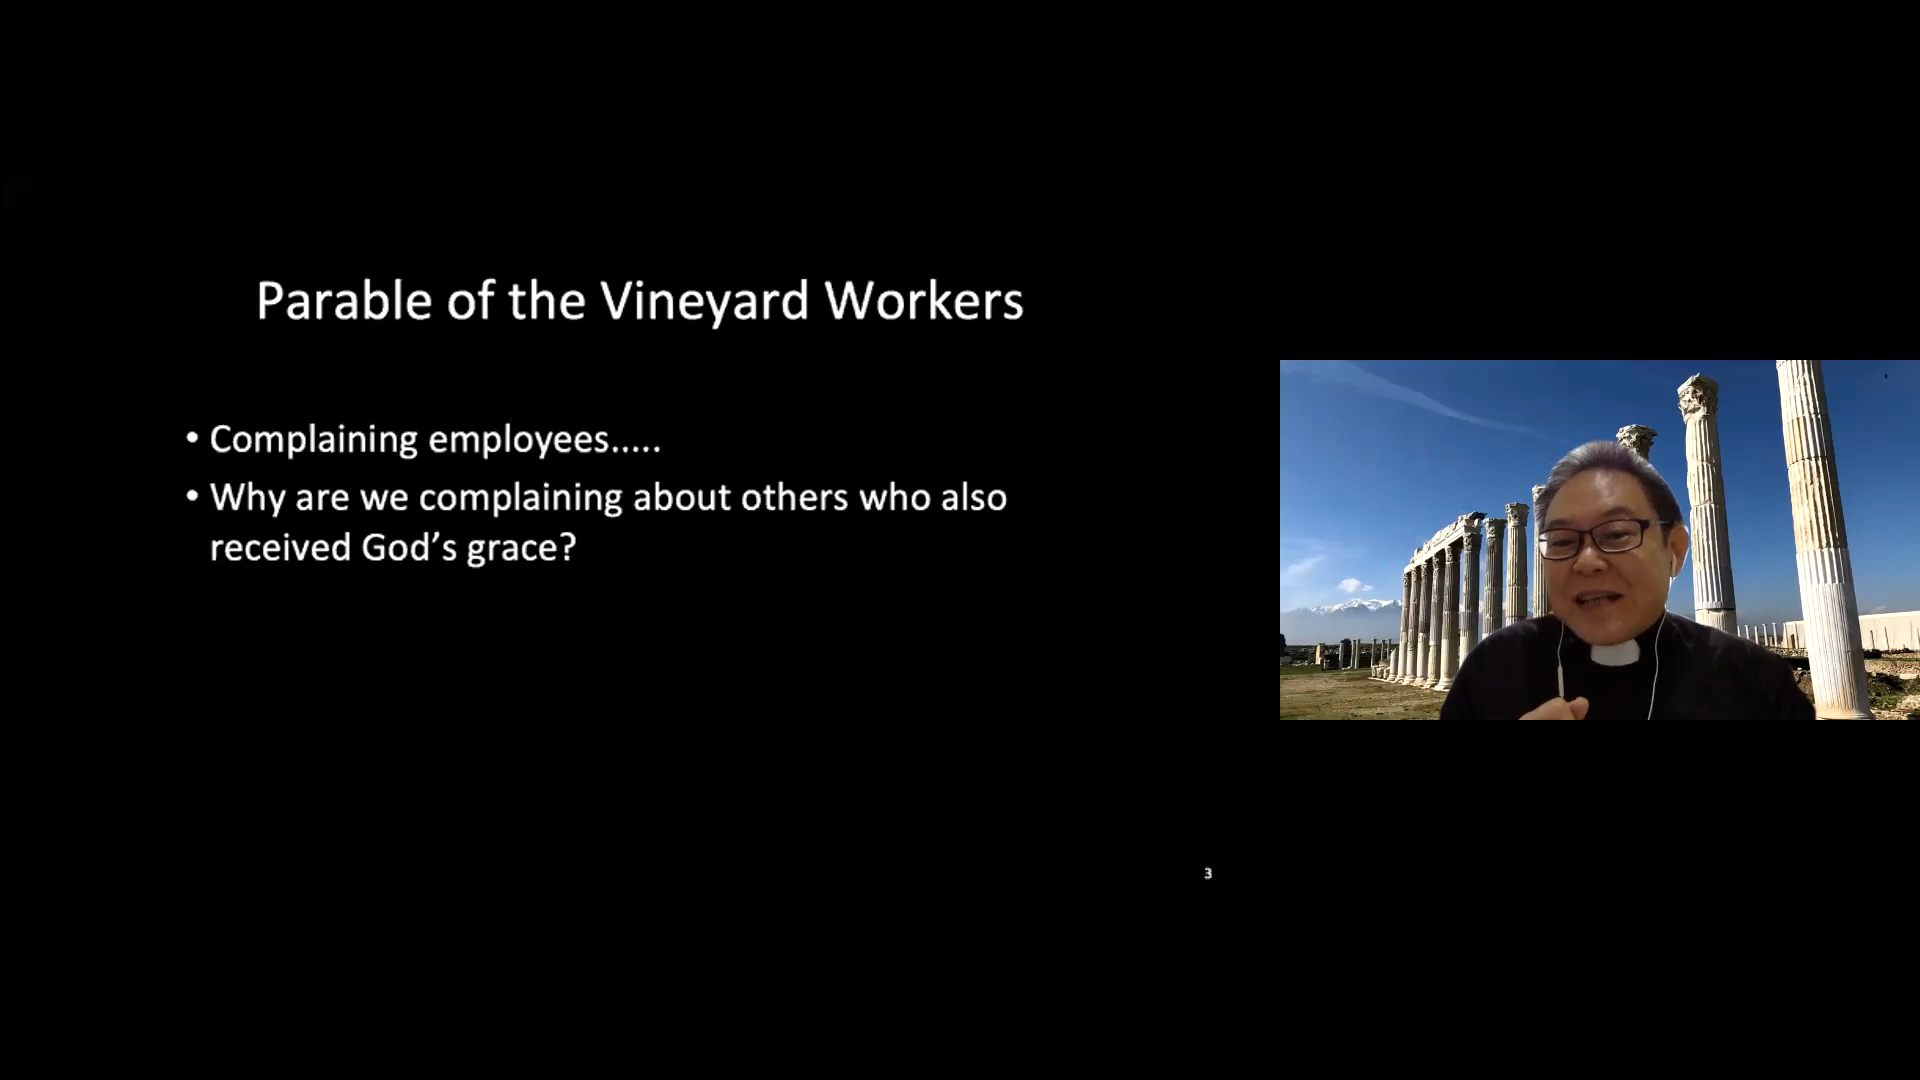 Parable of the Vineyard Workers
• Complaining employees.....
• Why are we complaining about others who also
received God’s grace?
3